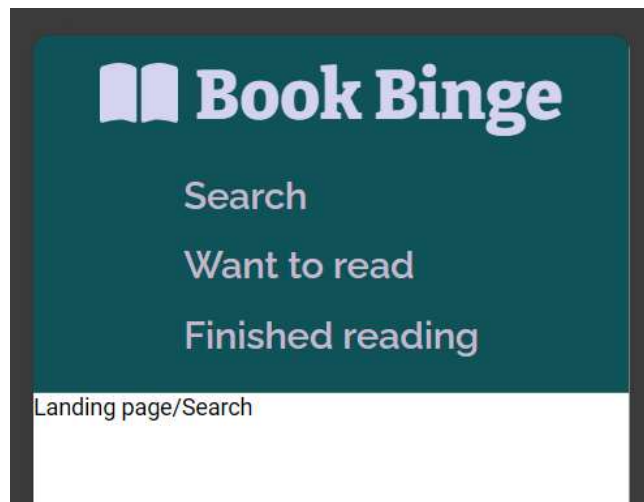 Book Binge
Search
Want to read
Finished reading
Landing page/Search